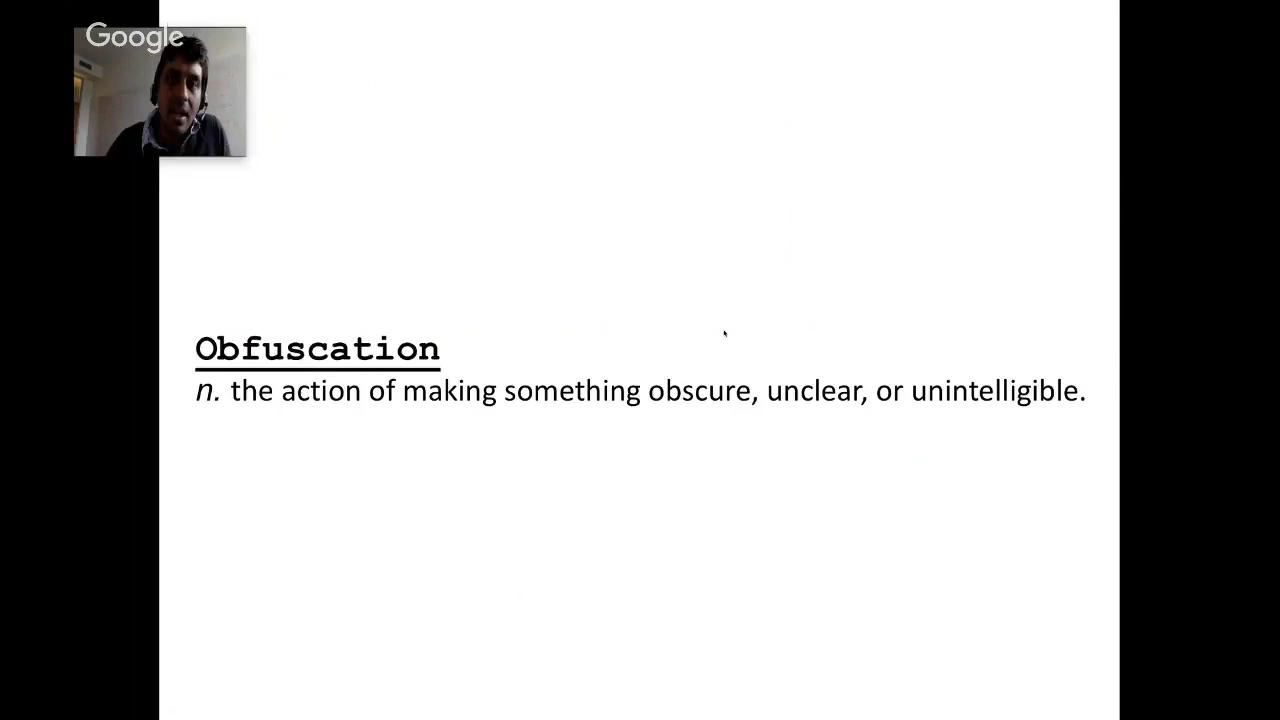 Google
Obfuscation
n. the action of making something obscure, unclear, or unintelligible.